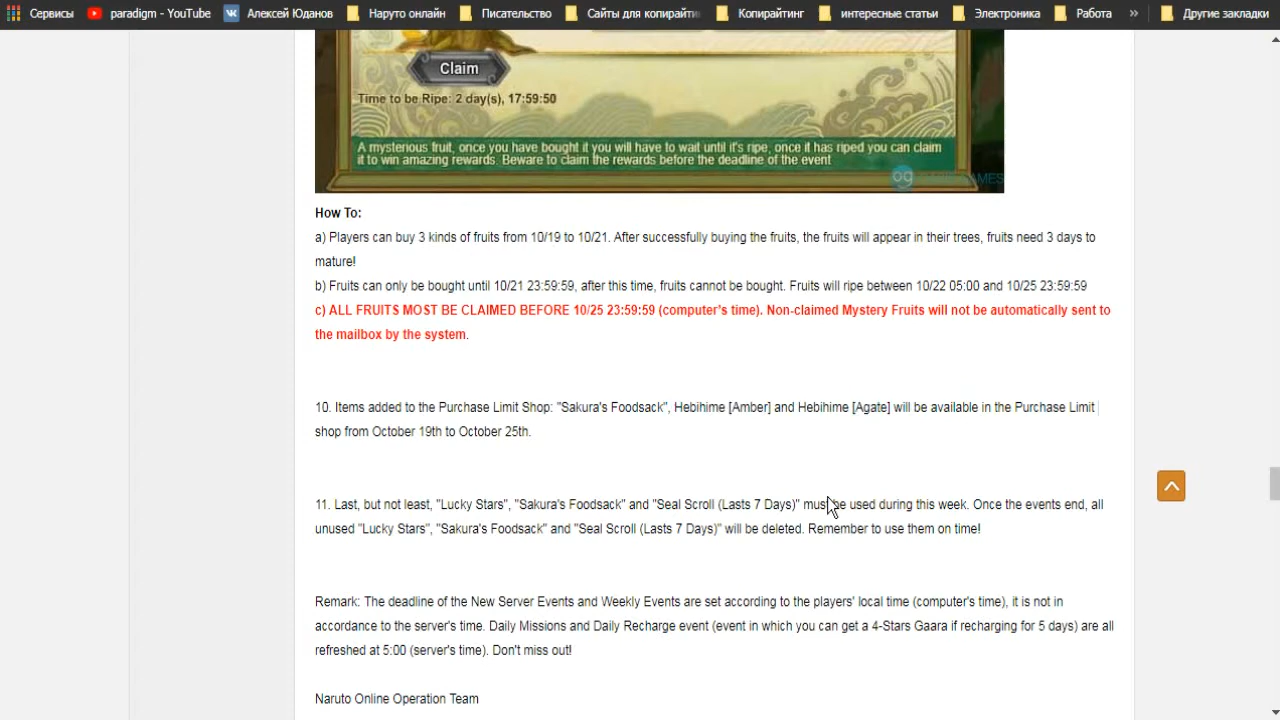 Сервисы paradigm - YouTube Алексей Юданов Наруто онлайн Писательство Сайты для копирайти Копирайтинг интересные статьи Электроника Работа » Другие закладки
Claim
Time to be Ripe: 2 day(s), 17:59:50
A mysterious fruit, once you have bought it you will have to wait until it's ripe, once it has riped you can claim
it to win amazing rewards. Beware to claim the rewards before the deadline of the event
og GAMES
How To:
a) Players can buy 3 kinds of fruits from 10/19 to 10/21. After successfully buying the fruits, the fruits will appear in their trees, fruits need 3 days to
mature!
b) Fruits can only be bought until 10/21 23:59:59, after this time, fruits cannot be bought. Fruits will ripe between 10/22 05:00 and 10/25 23:59:59
c) ALL FRUITS MOST BE CLAIMED BEFORE 10/25 23:59:59 (computer's time). Non-claimed Mystery Fruits will not be automatically sent to
the mailbox by the system.
10. Items added to the Purchase Limit Shop: "Sakura's Foodsack", Hebihime [Amber] and Hebihime [Agate] will be available in the Purchase Limit
shop from October 19th to October 25th.
11. Last, but not least, "Lucky Stars", "Sakura's Foodsack" and "Seal Scroll (Lasts 7 Days)" must be used during this week. Once the events end, all
unused "Lucky Stars", "Sakura's Foodsack" and "Seal Scroll (Lasts 7 Days)" will be deleted. Remember to use them on time!
Remark: The deadline of the New Server Events and Weekly Events are set according to the players' local time (computer's time), it is not in
accordance to the server's time. Daily Missions and Daily Recharge event (event in which you can get a 4-Stars Gaara if recharging for 5 days) are all
refreshed at 5:00 (server's time). Don't miss out!
Naruto Online Operation Team